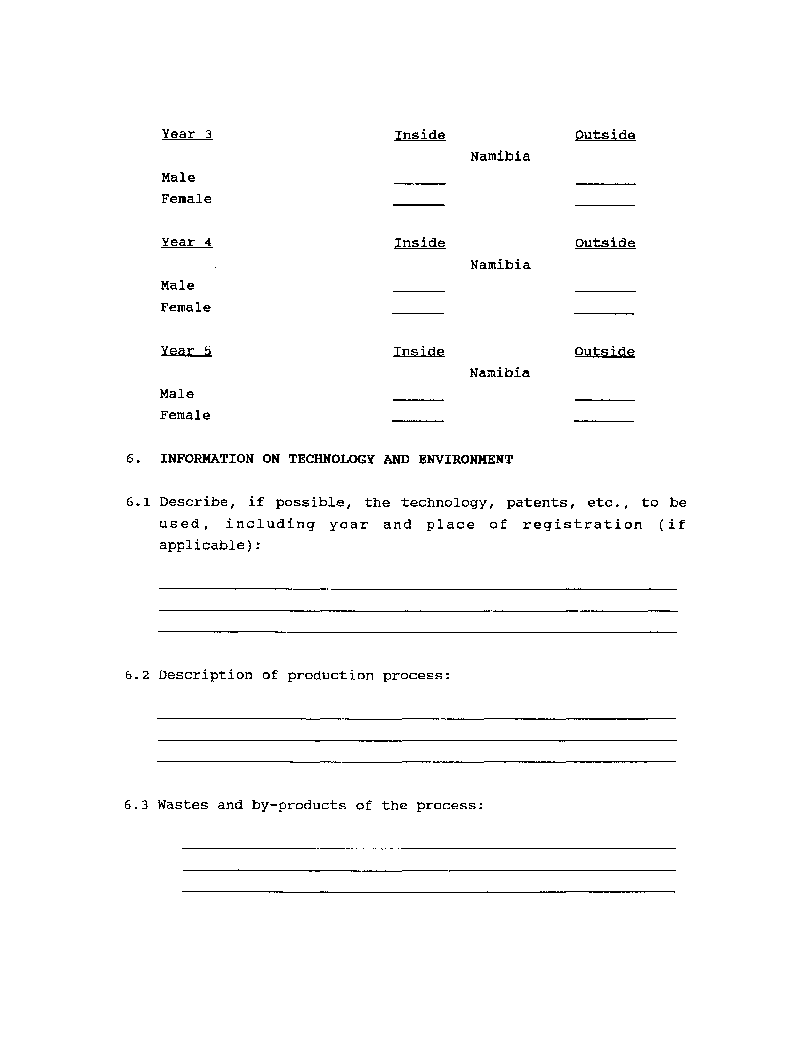 Year 3 Inside Outside
Namibia
Male
Female
Year 4 Inside Outside
Namibia
Male
Female
Year 5 Inside Outside
Namibia
Male
Female
6. INFORMATION ON TECHNOLOGY AND ENVIRONMENT
6.1 Describe, if possible, the technology, patents, etc., to be
used, including year and place of registration (if
applicable):
6.2 Description of production process:
6.3 Wastes and by-products of the process: